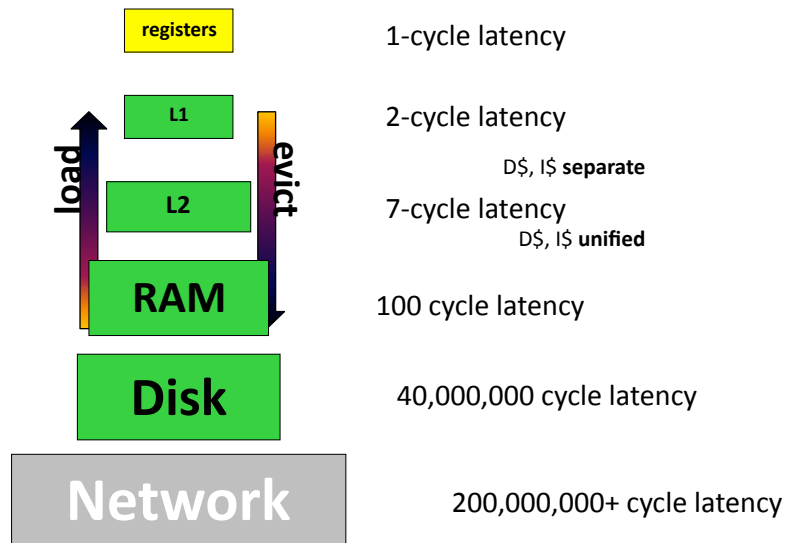 registers
1-cycle latency
L1
2-cycle latency
load
evict
D$, I$ separate
L2
7-cycle latency
D$, I$ unified
RAM
100 cycle latency
Disk
40,000,000 cycle latency
Network
200,000,000+ cycle latency